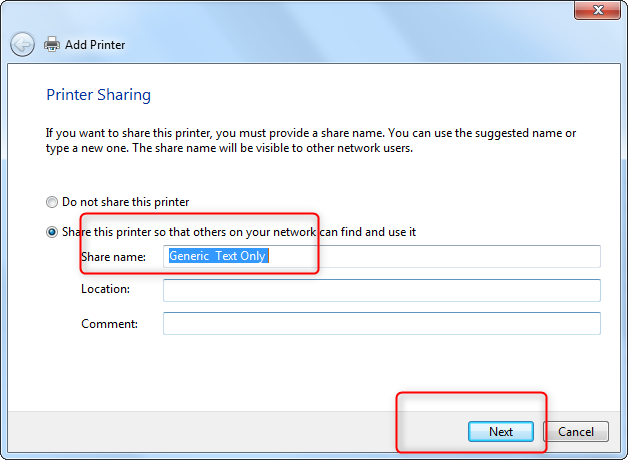 Add Printer
Printer Sharing
If you want to share this printer, you must provide a share name. You can use the suggested name or
type a new one. The share name will be visible to other network users.
Do not share this printer
Share this printer so that others on your network can find and use it
Share name: Generic  Text Only
Location:
Comment:
Next Cancel